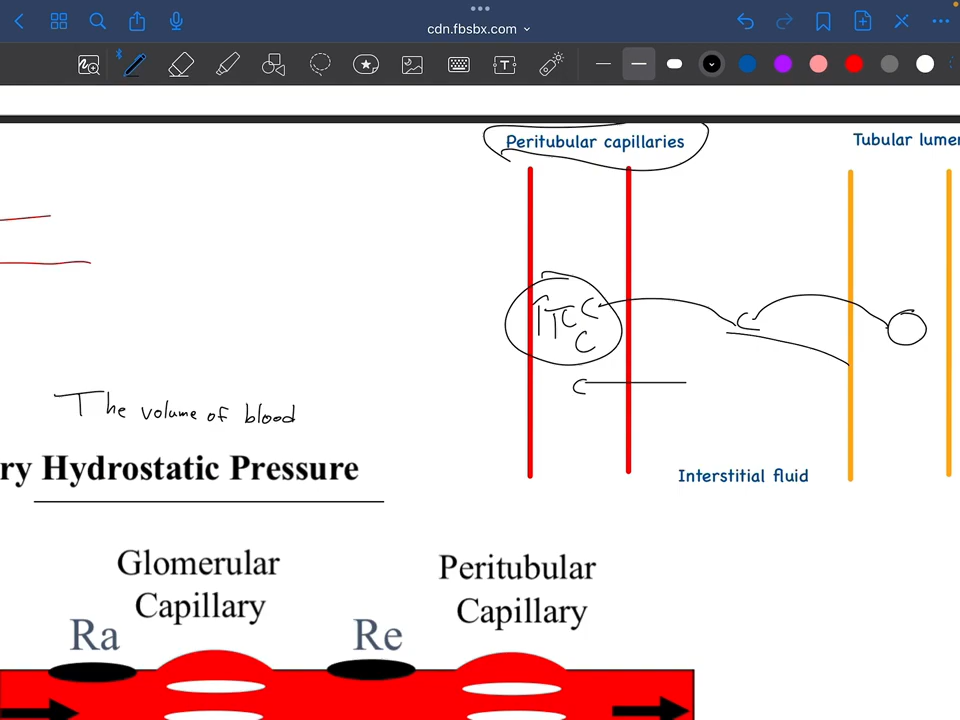 cdn.fbsbx.com
Peritubular capillaries
Tubular lume
The volume of blood
ry Hydrostatic Pressure
Interstitial fluid
Glomerular
Capillary
Peritubular
Capillary
Ra
Re